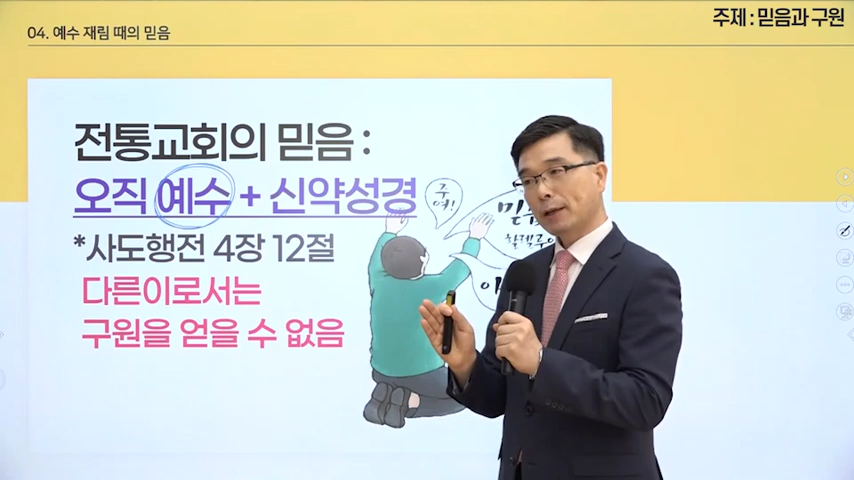 04. 예수 재림 때의 믿음
주제 : 믿음과 구원
전통교회의 믿음 :
오직 예수 + 신약성경
*사도행전 4장 12절
다른이로서는
구원을 얻을 수 없음
주
여!